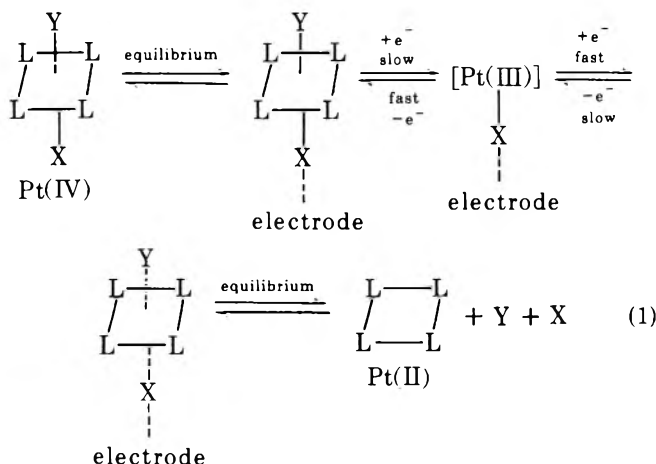 Y Y
+e⁻ +e⁻
L L equilibrium L L slow [Pt(III)] fast
L L L L fast −e⁻
−e⁻ X slow
X X
Pt(IV) electrode
electrode
Y
L L equilibrium L L
+ Y + X (1)
L L L L
X Pt(II)
electrode